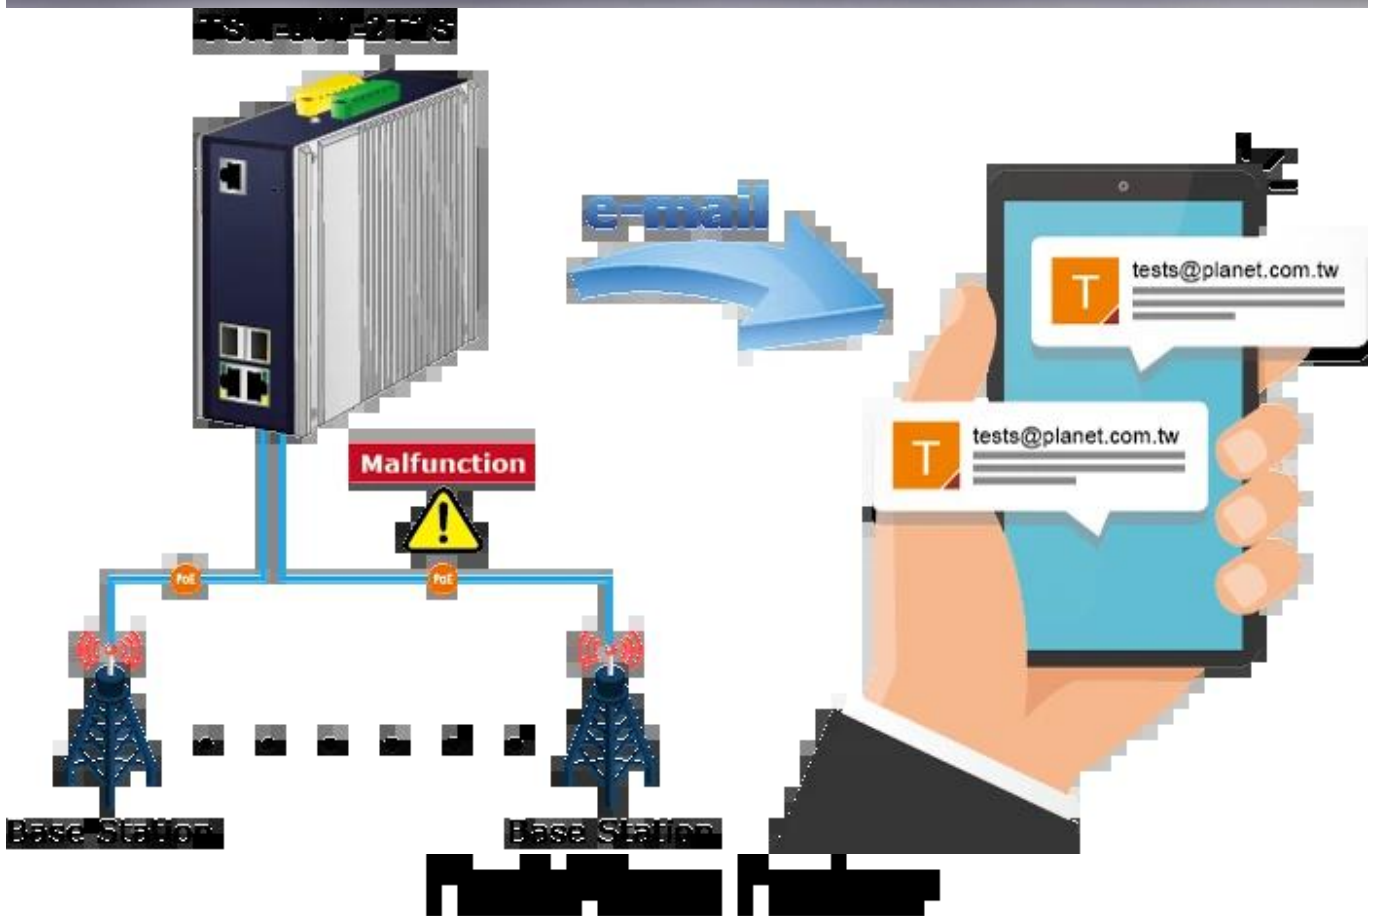 e-mail
tests@planet.com.tw
T
tests@planet.com.tw
T
Malfunction
PoE
PoE
Base Station
Base Station